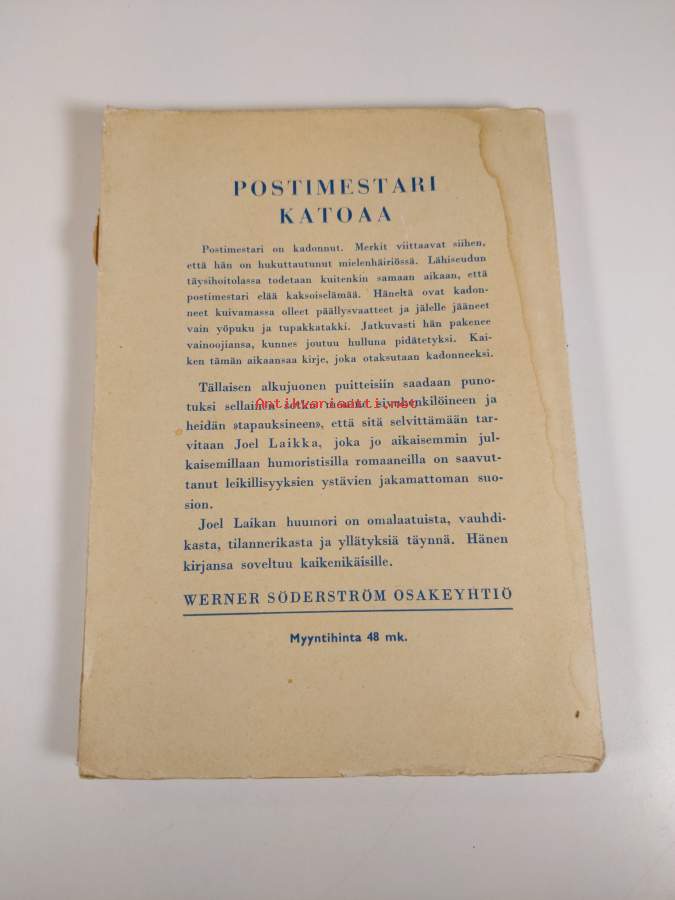 POSTIMESTARI
KATOAA
Postimestari on kadonnut. Merkit viittaavat siihen,
että hän on hukuttautunut mielenhäiriössä. Lähiseudun
täysihoitolassa todetaan kuitenkin samaan aikaan, että
postimestari elää kaksoiselämää. Häneltä ovat kadon-
neet kuivamassa olleet päällysvaatteet ja jälelle jääneet
vain yöpuku ja tupakkatakki. Jatkuvasti hän pakenee
vainoojiansa, kunnes joutuu hulluna pidätetyksi. Kai-
ken tämän aikaansaa kirje, joka otaksutaan kadonneeksi.
Tällaisen alkujuonen puitteisiin saadaan puno-
tuksi sellainen sotku monine sivuhenkilöineen ja
Antikvariaatti.net
heidän »tapauksineen», että sitä selvittämään tar-
vitaan Joel Laikka, joka jo aikaisemmin jul-
kaisemillaan humoristisilla romaaneilla on saavut-
tanut leikillisyyksien ystävien jakamattoman suo-
sion.
Joel Laikan huumori on omalaatuista, vauhdi-
kasta, tilannerikasta ja yllätyksiä täynnä. Hänen
kirjansa soveltuu kaikenikäisille.
WERNER SÖDERSTRÖM OSAKEYHTIÖ
Myyntihinta 48 mk.